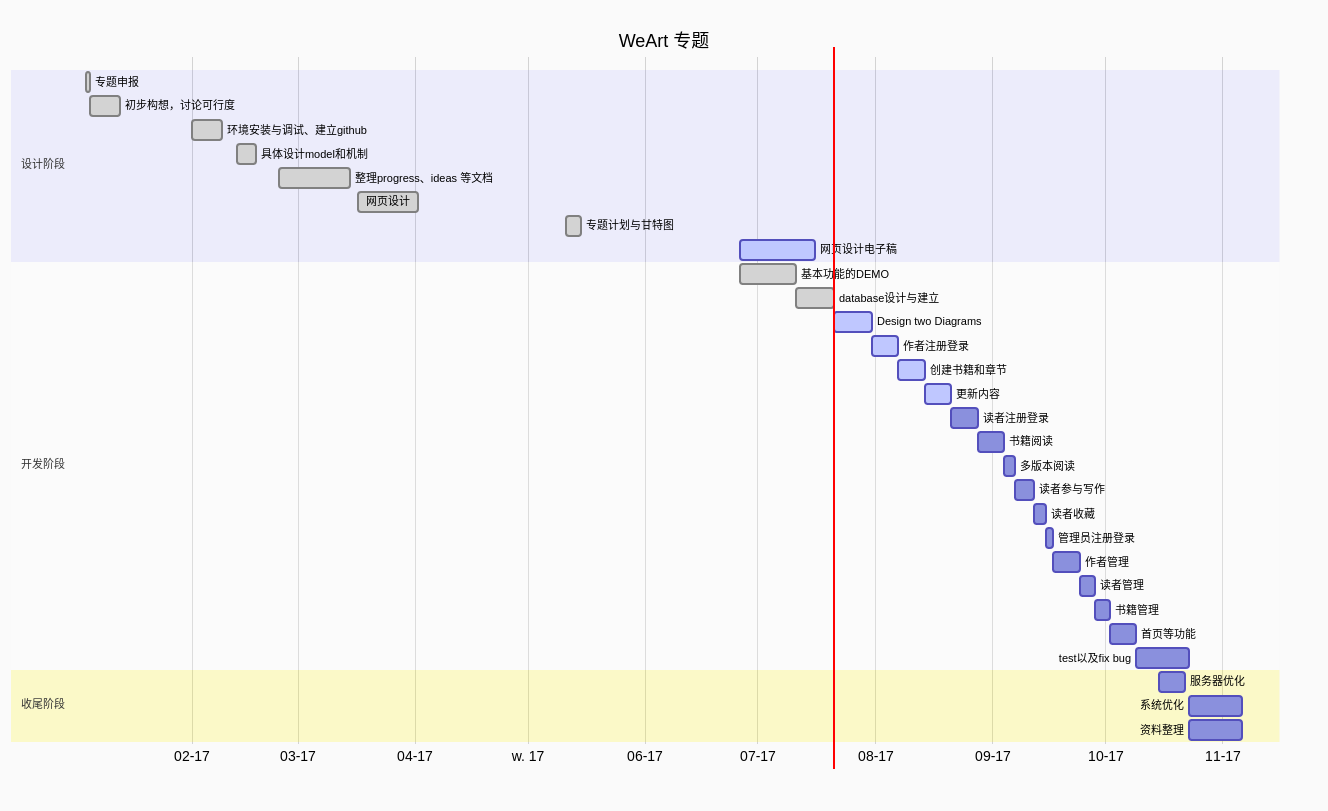 WeArt 专题
专题申报
初步构想，讨论可行度
环境安装与调试、建立github
具体设计model和机制
设计阶段
整理progress、ideas 等文档
网页设计
专题计划与甘特图
网页设计电子稿
基本功能的DEMO
database设计与建立
Design two Diagrams
作者注册登录
创建书籍和章节
更新内容
读者注册登录
书籍阅读
开发阶段
多版本阅读
读者参与写作
读者收藏
管理员注册登录
作者管理
读者管理
书籍管理
首页等功能
test以及fix bug
服务器优化
收尾阶段
系统优化
资料整理
02-17 03-17 04-17 w. 17 06-17 07-17 08-17 09-17 10-17 11-17